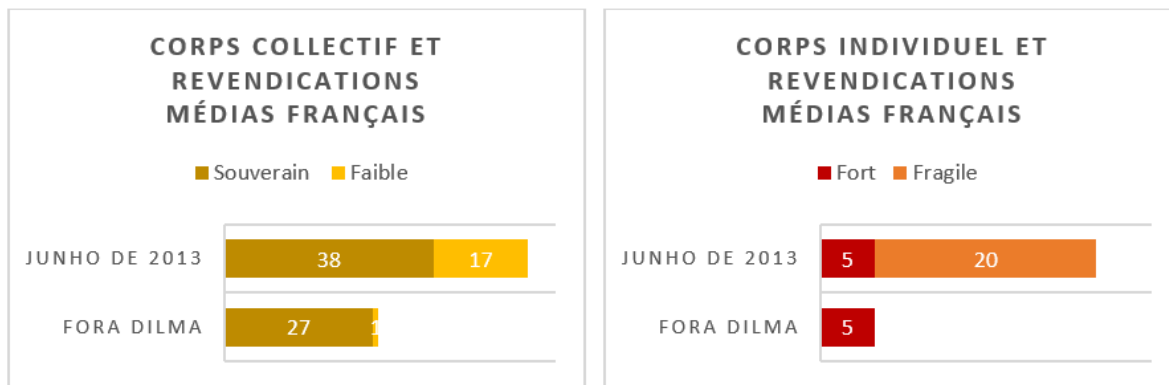 CORPS COLLECTIF ET
REVENDICATIONS
MÉDIAS FRANÇAIS
Souverain Faible
JUNHO DE 2013 38 17
FORA DILMA 27 1
CORPS INDIVIDUEL ET
REVENDICATIONS
MÉDIAS FRANÇAIS
Fort Fragile
JUNHO DE 2013 5 20
FORA DILMA 5